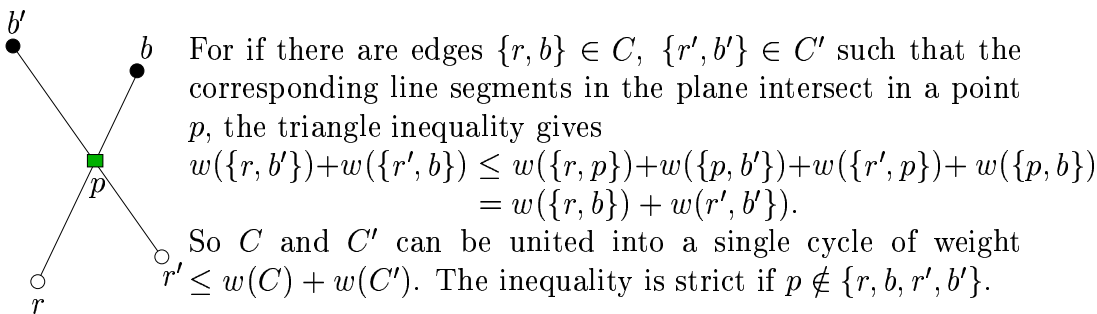 b′
b
p
r
r′
For if there are edges {r, b} ∈ C, {r′, b′} ∈ C′ such that the
corresponding line segments in the plane intersect in a point
p, the triangle inequality gives
w({r, b′})+w({r′, b}) ≤ w({r, p})+w({p, b′})+w({r′, p})+ w({p, b})
= w({r, b}) + w(r′, b′}).
So C and C′ can be united into a single cycle of weight
≤ w(C) + w(C′). The inequality is strict if p ∉ {r, b, r′, b′}.